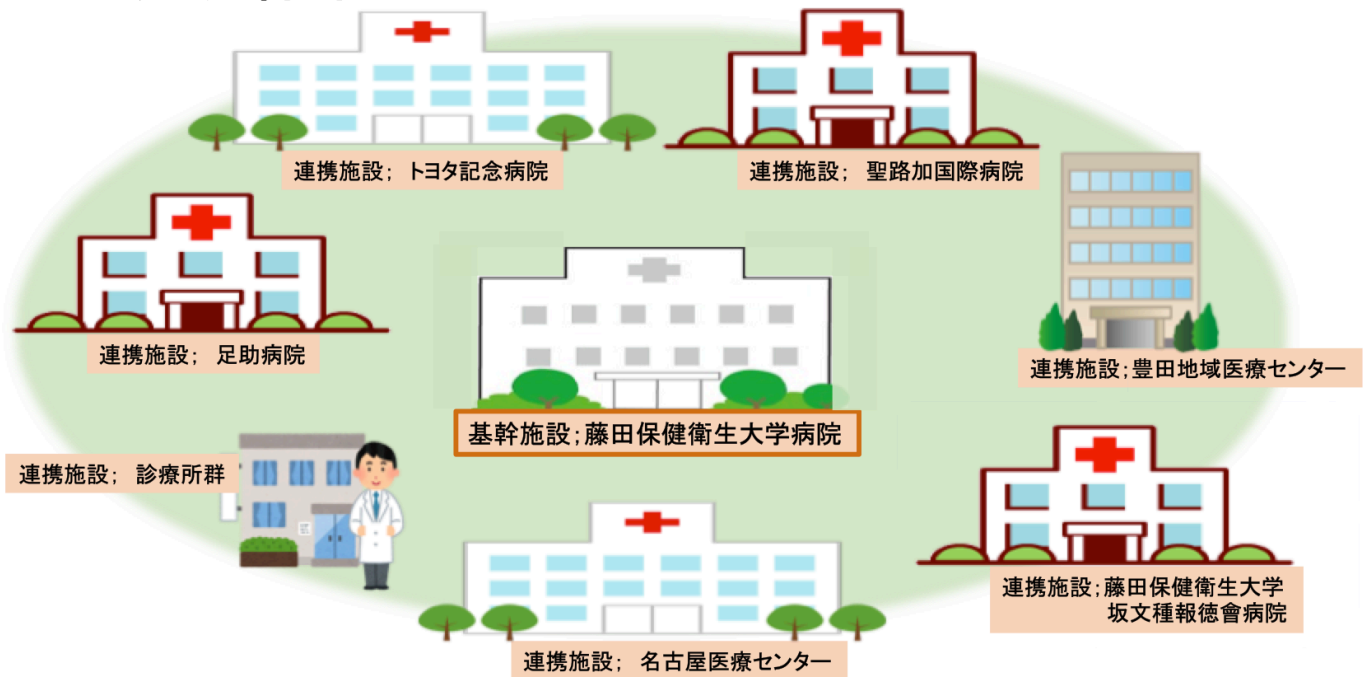 連携施設； トヨタ記念病院
連携施設； 聖路加国際病院
連携施設； 足助病院
連携施設；豊田地域医療センター
基幹施設；藤田保健衛生大学病院
連携施設； 診療所群
連携施設；藤田保健衛生大学
坂文種報徳會病院
連携施設； 名古屋医療センター